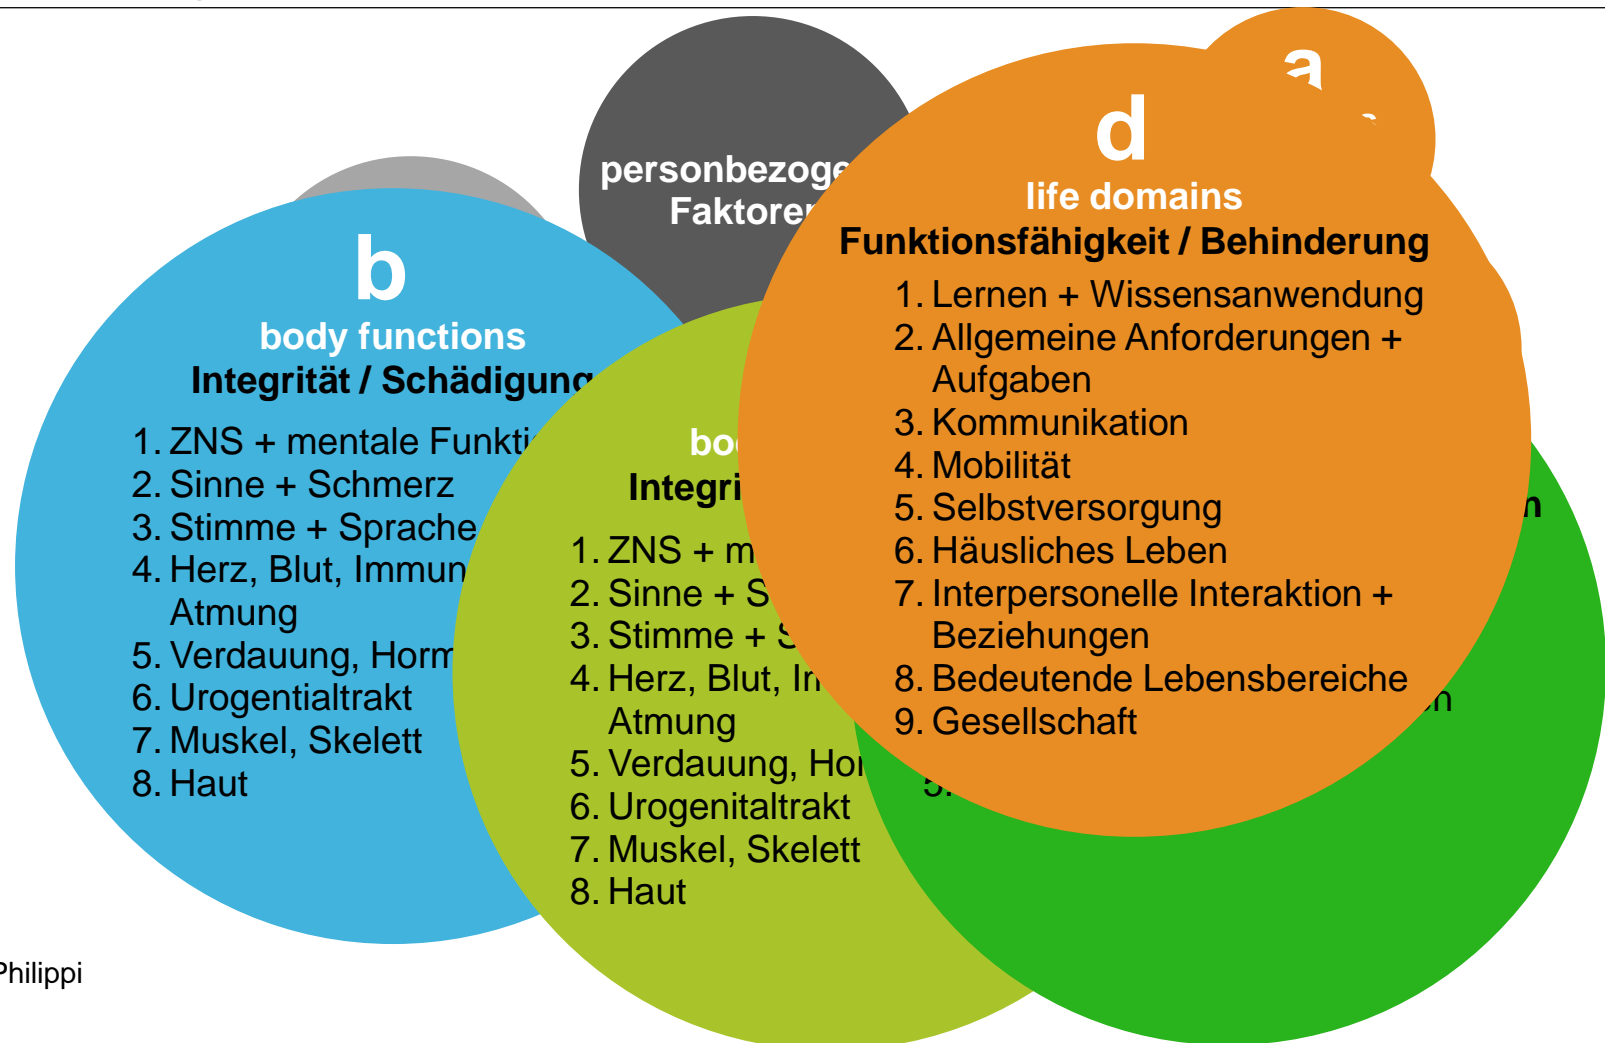 a
d
life domains
Funktionsfähigkeit / Behinderung
1. Lernen + Wissensanwendung
2. Allgemeine Anforderungen +
Aufgaben
3. Kommunikation
4. Mobilität
5. Selbstversorgung
6. Häusliches Leben
7. Interpersonelle Interaktion +
Beziehungen
8. Bedeutende Lebensbereiche
9. Gesellschaft
personbezoge
Faktoren
b
body functions
Integrität / Schädigung
1. ZNS + mentale Funkti
2. Sinne + Schmerz
3. Stimme + Sprache
4. Herz, Blut, Immun
Atmung
5. Verdauung, Horm
6. Urogentialtrakt
7. Muskel, Skelett
8. Haut
bo
Integri
1. ZNS + m
2. Sinne + S
3. Stimme + S
4. Herz, Blut, Im
Atmung
5. Verdauung, Hor
6. Urogenitaltrakt
7. Muskel, Skelett
8. Haut
n
n
5.
Philippi